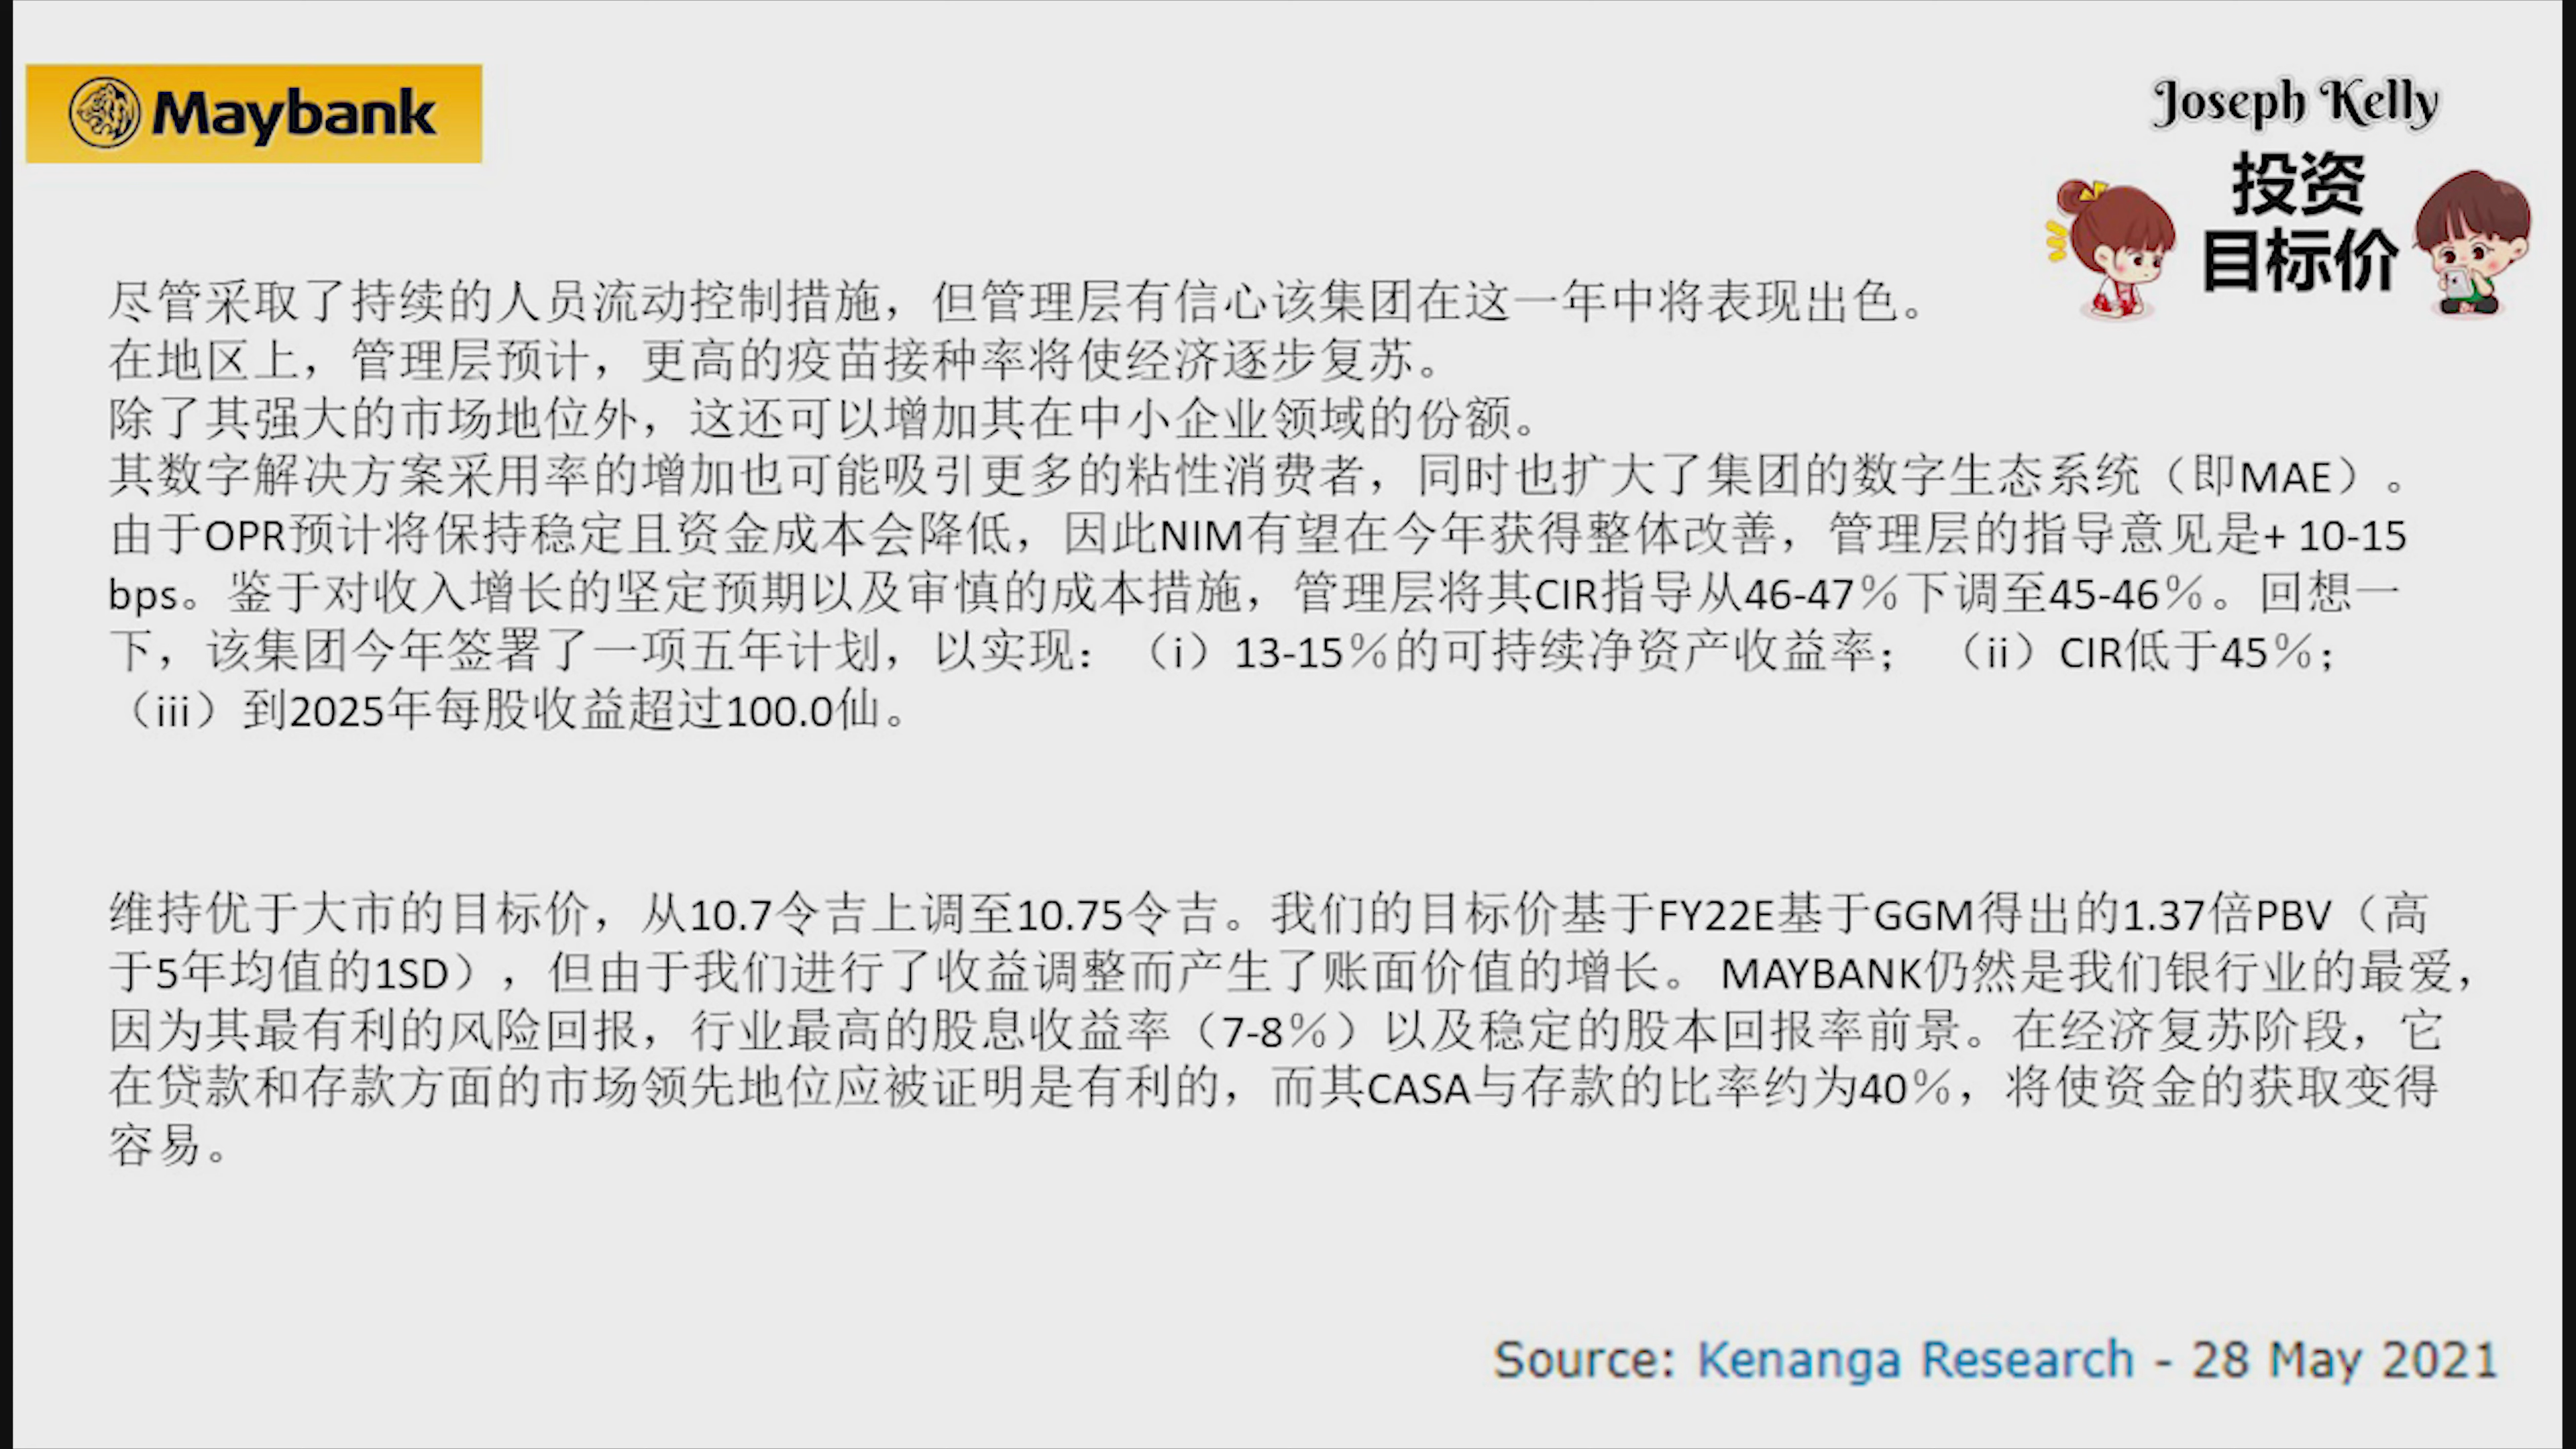 Maybank
Joseph Kelly
投资
目标价
尽管采取了持续的人员流动控制措施，但管理层有信心该集团在这一年中将表现出色。
在地区上，管理层预计，更高的疫苗接种率将使经济逐步复苏。
除了其强大的市场地位外，这还可以增加其在中小企业领域的份额。
其数字解决方案采用率的增加也可能吸引更多的粘性消费者，同时也扩大了集团的数字生态系统（即MAE）。
由于OPR预计将保持稳定且资金成本会降低，因此NIM有望在今年获得整体改善，管理层的指导意见是+ 10-15
bps。鉴于对收入增长的坚定预期以及审慎的成本措施，管理层将其CIR指导从46-47％下调至45-46％。回想一
下，该集团今年签署了一项五年计划，以实现：（i）13-15％的可持续净资产收益率； （ii）CIR低于45％；
（iii）到2025年每股收益超过100.0仙。
维持优于大市的目标价，从10.7令吉上调至10.75令吉。我们的目标价基于FY22E基于GGM得出的1.37倍PBV（高
于5年均值的1SD），但由于我们进行了收益调整而产生了账面价值的增长。 MAYBANK仍然是我们银行业的最爱，
因为其最有利的风险回报，行业最高的股息收益率（7-8％）以及稳定的股本回报率前景。在经济复苏阶段，它
在贷款和存款方面的市场领先地位应被证明是有利的，而其CASA与存款的比率约为40％，将使资金的获取变得
容易。
Source: Kenanga Research - 28 May 2021